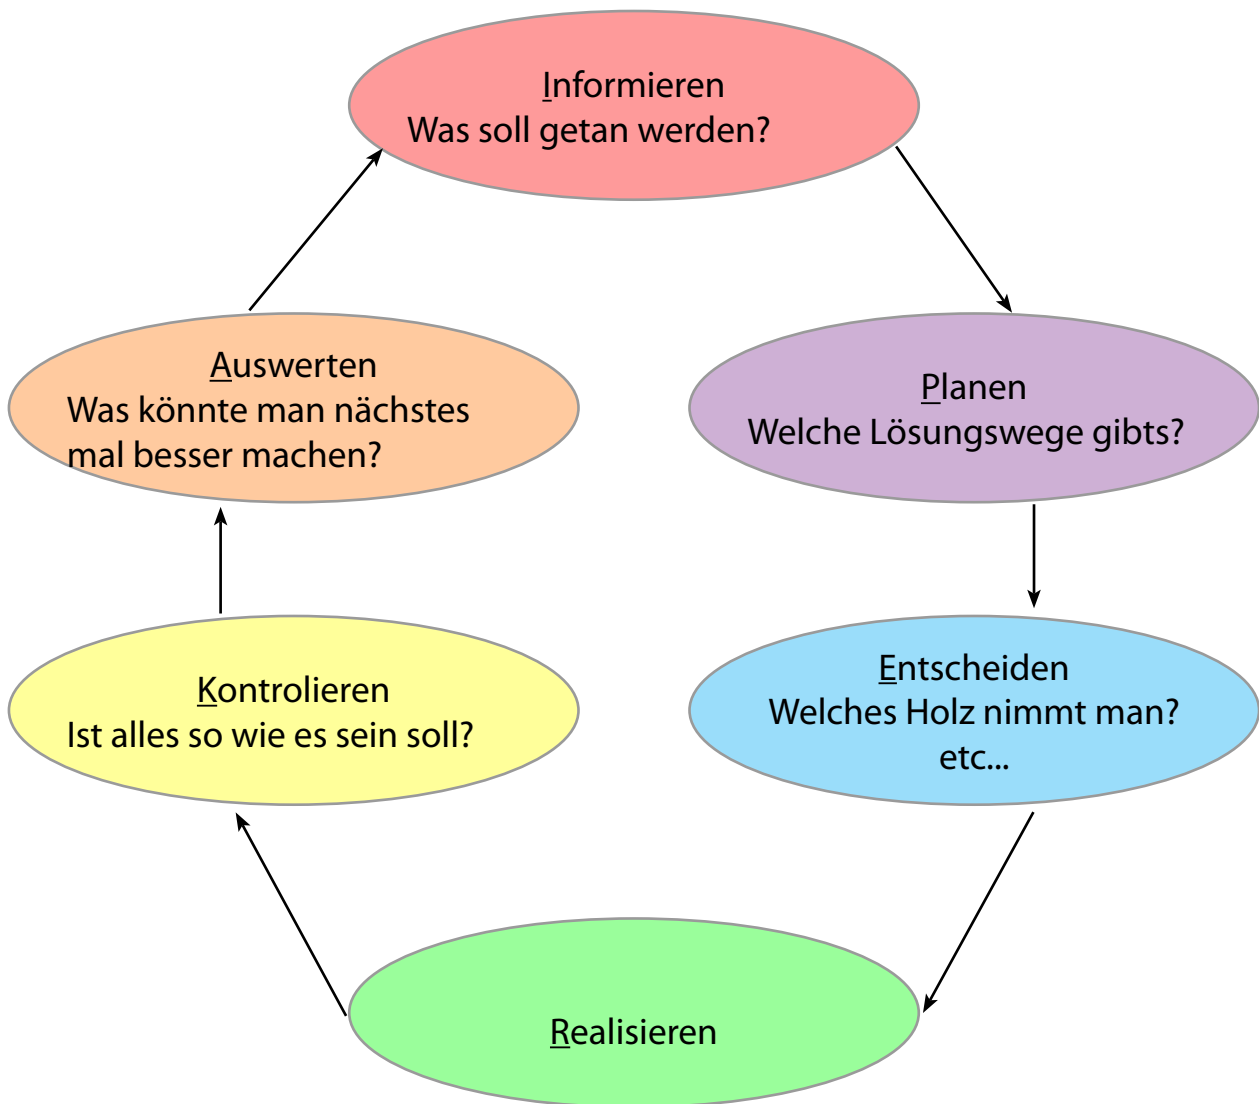 Informieren
Was soll getan werden?
Planen
Welche Lösungswege gibts?
Entscheiden
Welches Holz nimmt man?
etc...
Realisieren
Kontrolieren
Ist alles so wie es sein soll?
Auswerten
Was könnte man nächstes
mal besser machen?